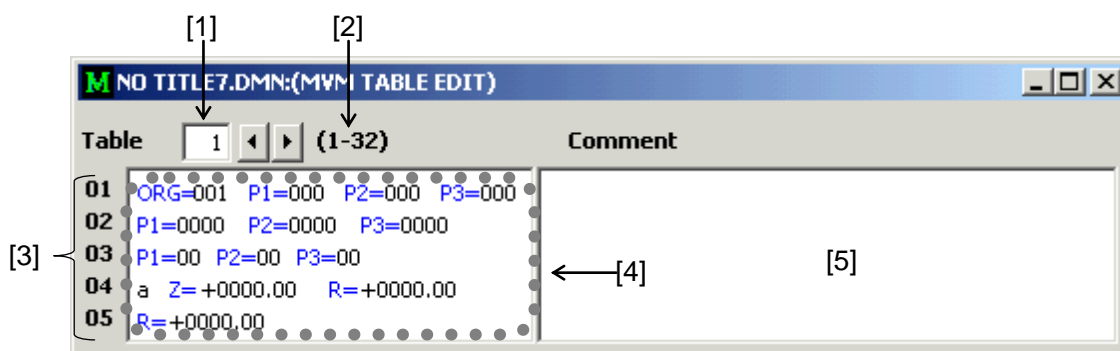 [1] [2]
M NO TITLE7.DMN:(MVM TABLE EDIT)
Table 1 (1-32) Comment
01 ORG=001 P1=000 P2=000 P3=000
02 P1=0000 P2=0000 P3=0000
[3] 03 P1=00 P2=00 P3=00 [4] [5]
04 a Z=+0000.00 R=+0000.00
05 R=+0000.00